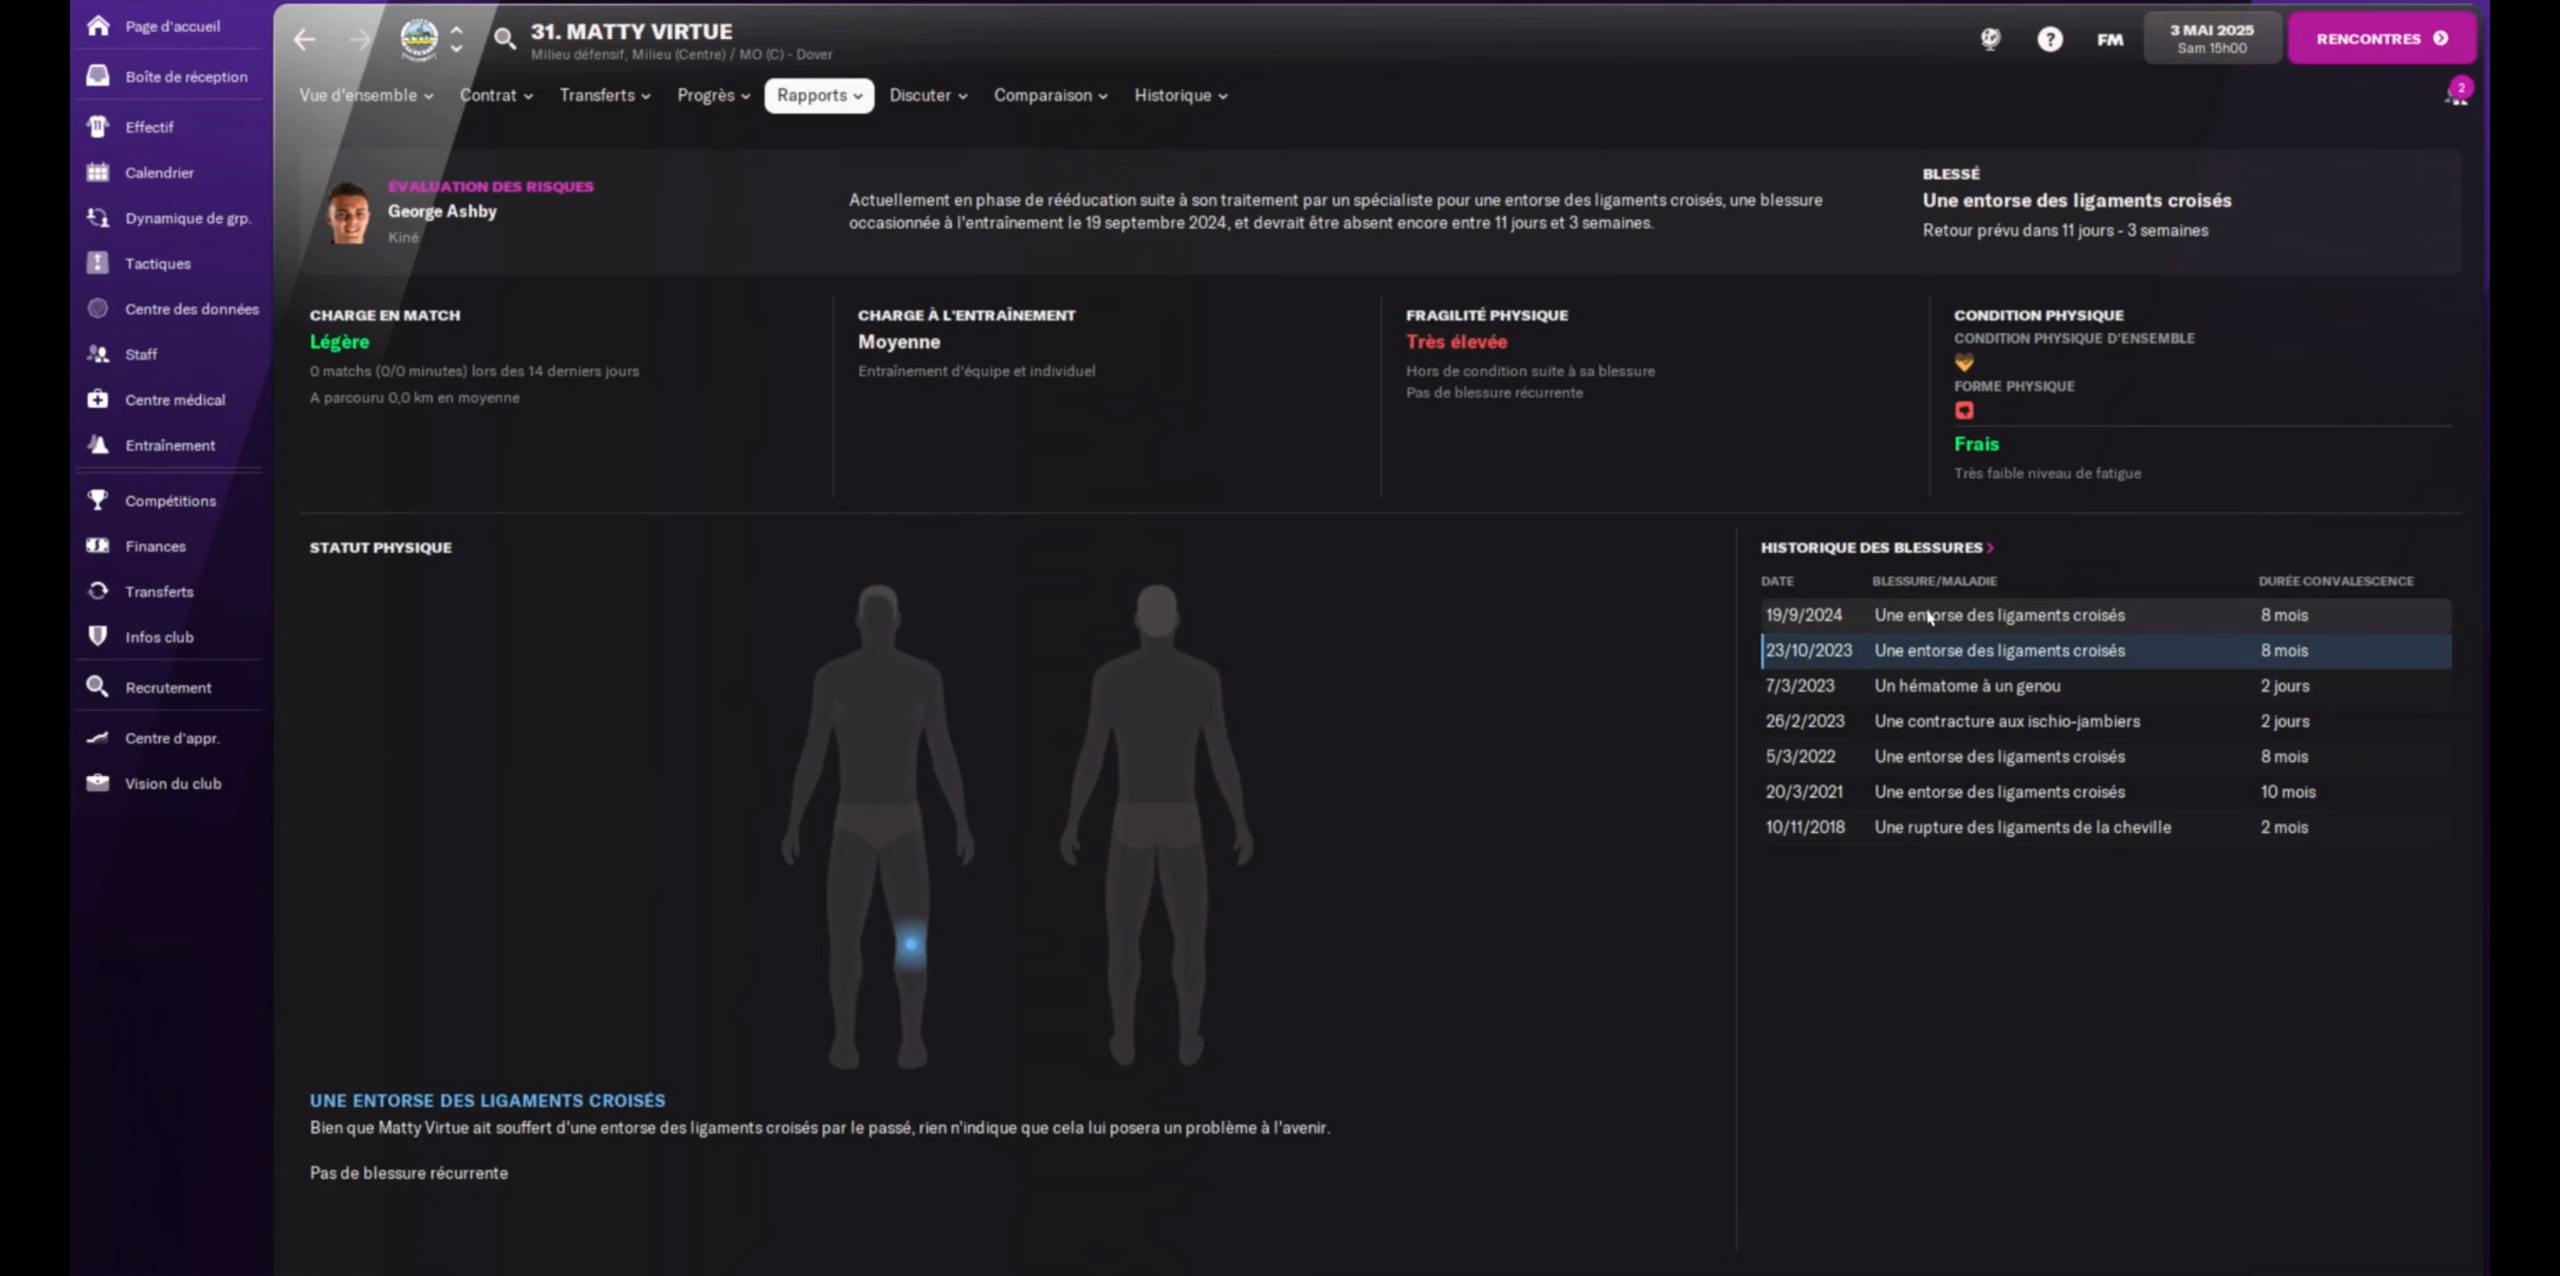 Page d'accueil
Boîte de réception
Effectif
Calendrier
Dynamique de grp.
Tactiques
Centre des données
Staff
Centre médical
Entraînement
Compétitions
Finances
Transferts
Infos club
Recrutement
Centre d'appr.
Vision du club
31. MATTY VIRTUE
Milieu défensif, Milieu (Centre) / MO (C) - Dover
FM
3 MAI 2025
Sam 15h00
RENCONTRES
Vue d'ensemble Contrat Transferts Progrès Rapports Discuter Comparaison Historique
2
ÉVALUATION DES RISQUES
George Ashby
Kiné
Actuellement en phase de rééducation suite à son traitement par un spécialiste pour une entorse des ligaments croisés, une blessure
occasionnée à l'entraînement le 19 septembre 2024, et devrait être absent encore entre 11 jours et 3 semaines.
BLESSÉ
Une entorse des ligaments croisés
Retour prévu dans 11 jours - 3 semaines
CHARGE EN MATCH
Légère
0 matchs (0/0 minutes) lors des 14 derniers jours
A parcouru 0,0 km en moyenne
CHARGE À L'ENTRAÎNEMENT
Moyenne
Entraînement d'équipe et individuel
FRAGILITÉ PHYSIQUE
Très élevée
Hors de condition suite à sa blessure
Pas de blessure récurrente
CONDITION PHYSIQUE
CONDITION PHYSIQUE D'ENSEMBLE
FORME PHYSIQUE
Frais
Très faible niveau de fatigue
STATUT PHYSIQUE
UNE ENTORSE DES LIGAMENTS CROISÉS
Bien que Matty Virtue ait souffert d'une entorse des ligaments croisés par le passé, rien n'indique que cela lui posera un problème à l'avenir.
Pas de blessure récurrente
HISTORIQUE DES BLESSURES
DATE BLESSURE/MALADIE DURÉE CONVALESCENCE
19/9/2024 Une entorse des ligaments croisés 8 mois
23/10/2023 Une entorse des ligaments croisés 8 mois
7/3/2023 Un hématome à un genou 2 jours
26/2/2023 Une contracture aux ischio-jambiers 2 jours
5/3/2022 Une entorse des ligaments croisés 8 mois
20/3/2021 Une entorse des ligaments croisés 10 mois
10/11/2018 Une rupture des ligaments de la cheville 2 mois